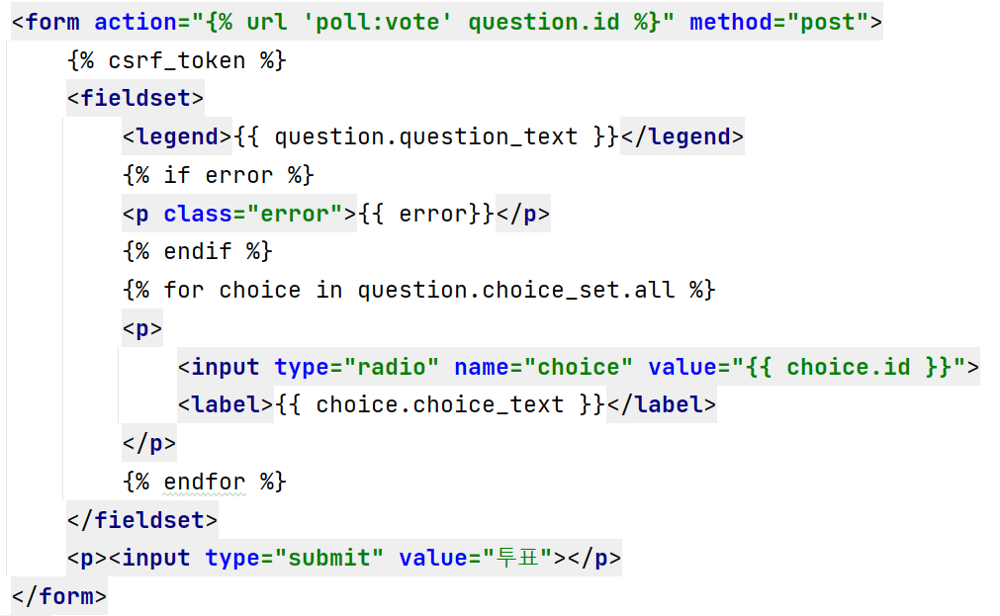 <form action="{% url 'poll:vote' question.id %}" method="post">
{% csrf_token %}
<fieldset>
<legend>{{ question.question_text }}</legend>
{% if error %}
<p class="error">{{ error}}</p>
{% endif %}
{% for choice in question.choice_set.all %}
<p>
<input type="radio" name="choice" value="{{ choice.id }}">
<label>{{ choice.choice_text }}</label>
</p>
{% endfor %}
</fieldset>
<p><input type="submit" value="투표"></p>
</form>